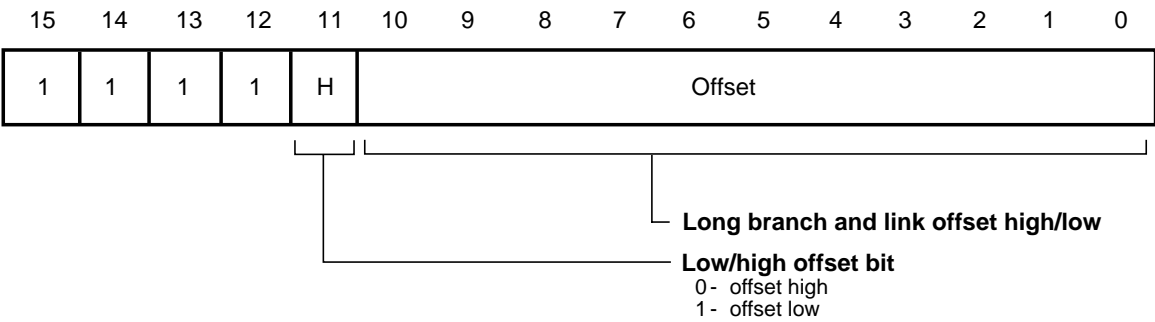 15 14 13 12 11 10 9 8 7 6 5 4 3 2 1 0
1 1 1 1 H Offset
Long branch and link offset high/low
Low/high offset bit
0 - offset high
1 - offset low